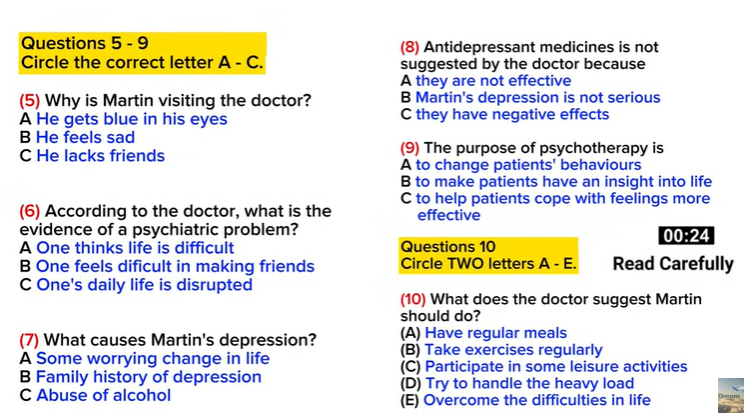 Questions 5 - 9
Circle the correct letter A - C.
(5) Why is Martin visiting the doctor?
A He gets blue in his eyes
B He feels sad
C He lacks friends
(6) According to the doctor, what is the
evidence of a psychiatric problem?
A One thinks life is difficult
B One feels dificult in making friends
C One's daily life is disrupted
(7) What causes Martin's depression?
A Some worrying change in life
B Family history of depression
C Abuse of alcohol
(8) Antidepressant medicines is not
suggested by the doctor because
A they are not effective
B Martin's depression is not serious
C they have negative effects
(9) The purpose of psychotherapy is
A to change patients' behaviours
B to make patients have an insight into life
C to help patients cope with feelings more
effective
00:24
Questions 10
Circle TWO letters A - E.
Read Carefully
(10) What does the doctor suggest Martin
should do?
(A) Have regular meals
(B) Take exercises regularly
(C) Participate in some leisure activities
(D) Try to handle the heavy load
(E) Overcome the difficulties in life
Dream